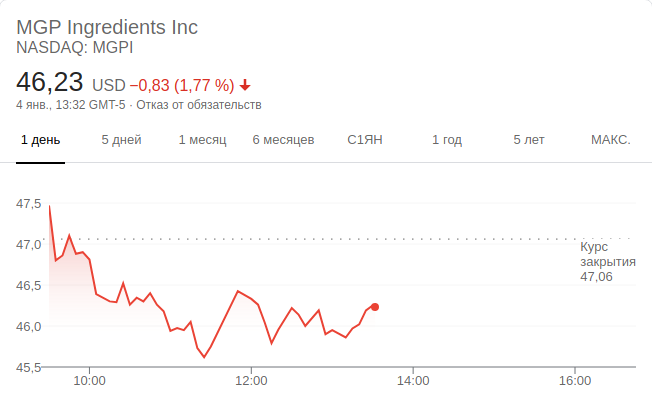 MGP Ingredients Inc
NASDAQ: MGPI
46,23 USD −0,83 (1,77 %)
4 янв., 13:32 GMT-5 · Отказ от обязательств
1 день 5 дней 1 месяц 6 месяцев С1ЯН 1 год 5 лет МАКС.
47,5
47,0
46,5
46,0
45,5
Курс
закрытия
47,06
10:00 12:00 14:00 16:00